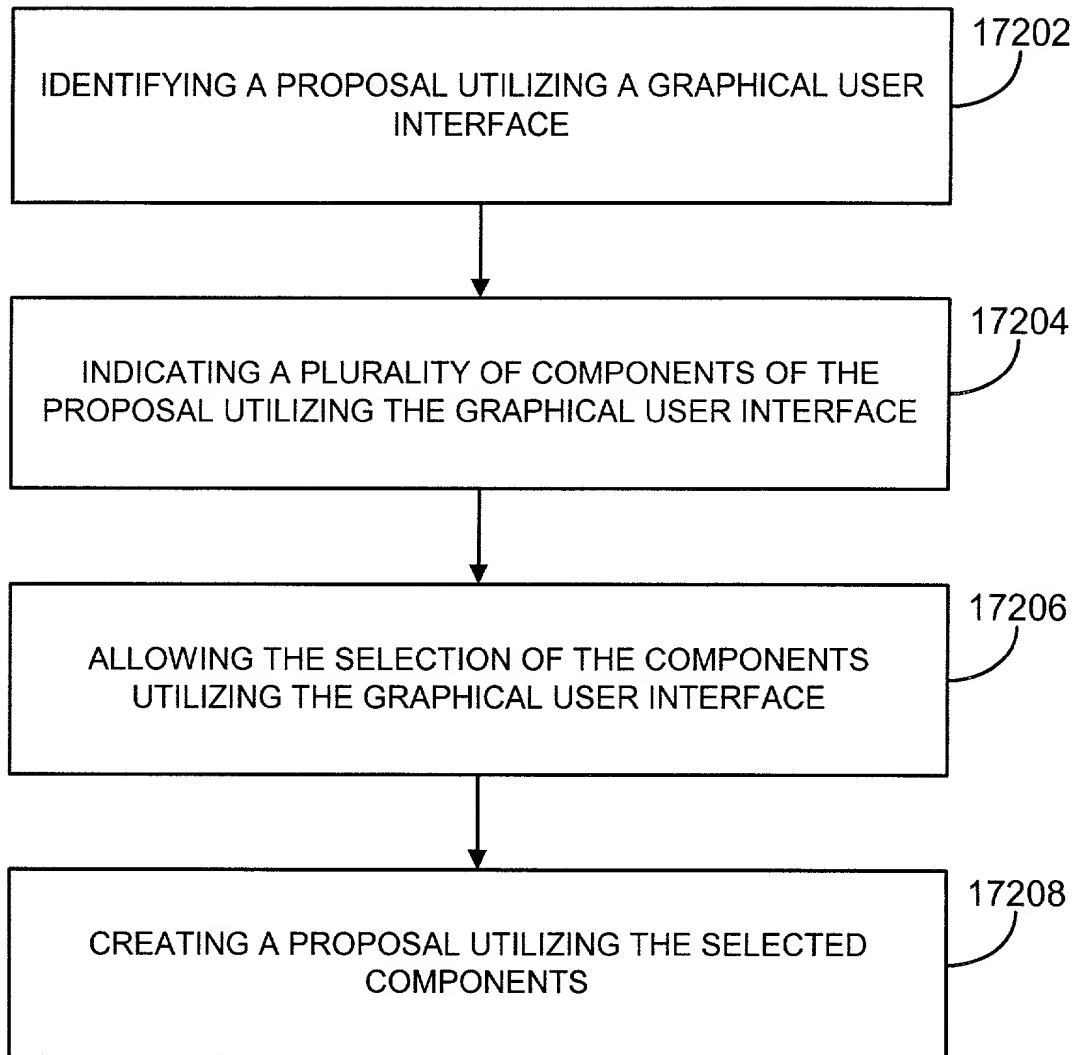 17202
IDENTIFYING A PROPOSAL UTILIZING A GRAPHICAL USER
INTERFACE
17204
INDICATING A PLURALITY OF COMPONENTS OF THE
PROPOSAL UTILIZING THE GRAPHICAL USER INTERFACE
17206
ALLOWING THE SELECTION OF THE COMPONENTS
UTILIZING THE GRAPHICAL USER INTERFACE
17208
CREATING A PROPOSAL UTILIZING THE SELECTED
COMPONENTS